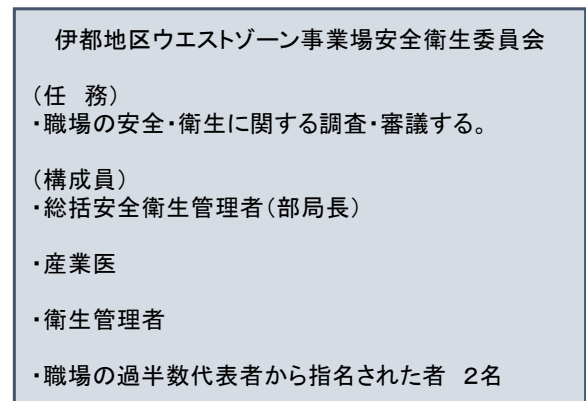 伊都地区ウエストゾーン事業場安全衛生委員会
(任　務)
・職場の安全・衛生に関する調査・審議する。
(構成員)
・総括安全衛生管理者(部局長)
・産業医
・衛生管理者
・職場の過半数代表者から指名された者　２名